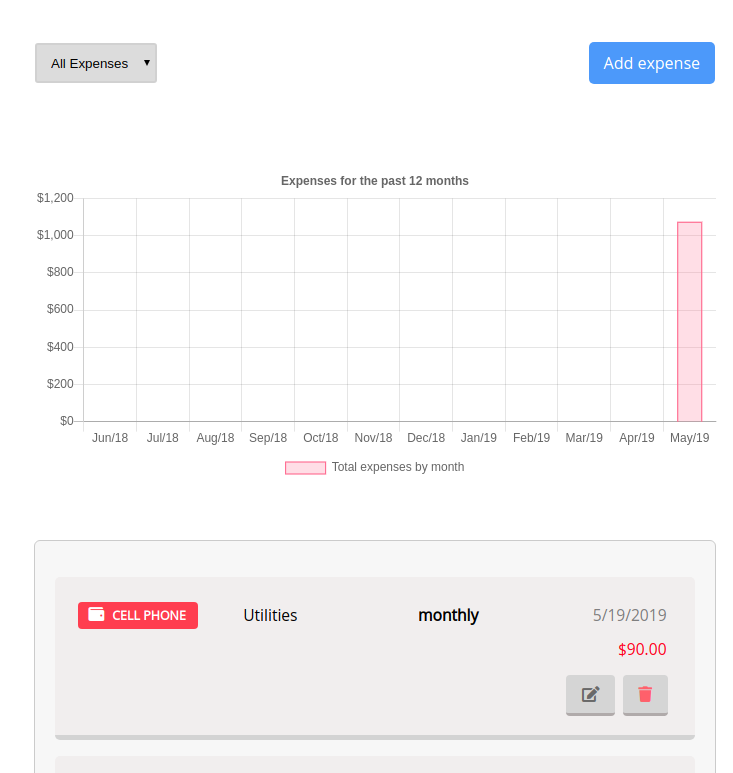 All Expenses
Add expense
Expenses for the past 12 months
$1,200
$1,000
$800
$600
$400
$200
$0
Jun/18 Jul/18 Aug/18 Sep/18 Oct/18 Nov/18 Dec/18 Jan/19 Feb/19 Mar/19 Apr/19 May/19
Total expenses by month
CELL PHONE Utilities monthly 5/19/2019
$90.00